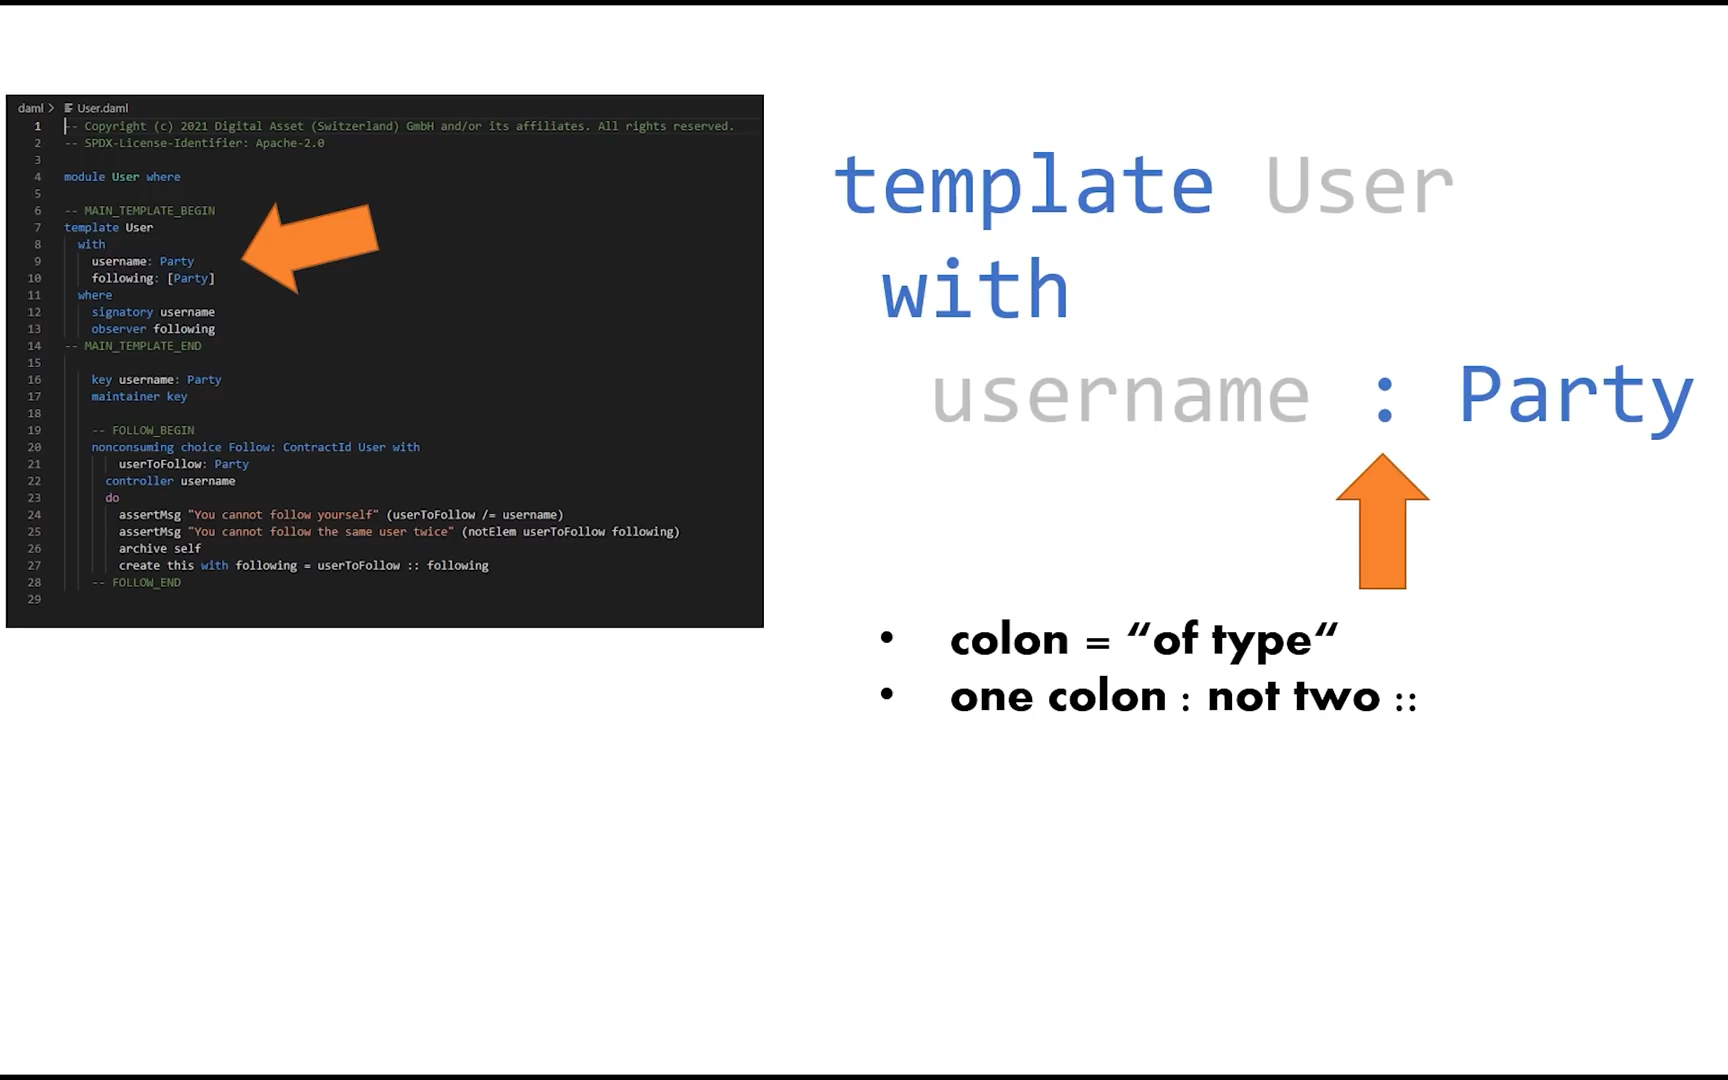 daml > User.daml
1 -- Copyright (c) 2021 Digital Asset (Switzerland) GmbH and/or its affiliates. All rights reserved.
2 -- SPDX-License-Identifier: Apache-2.0
3
4 module User where
5
6 -- MAIN_TEMPLATE_BEGIN
7 template User
8 with
9 username: Party
10 following: [Party]
11 where
12 signatory username
13 observer following
14 -- MAIN_TEMPLATE_END
15
16 key username: Party
17 maintainer key
18
19 -- FOLLOW_BEGIN
20 nonconsuming choice Follow: ContractId User with
21 userToFollow: Party
22 controller username
23 do
24 assertMsg "You cannot follow yourself" (userToFollow /= username)
25 assertMsg "You cannot follow the same user twice" (notElem userToFollow following)
26 archive self
27 create this with following = userToFollow :: following
28 -- FOLLOW_END
29
template User
with
username : Party
• colon = “of type“
• one colon : not two ::